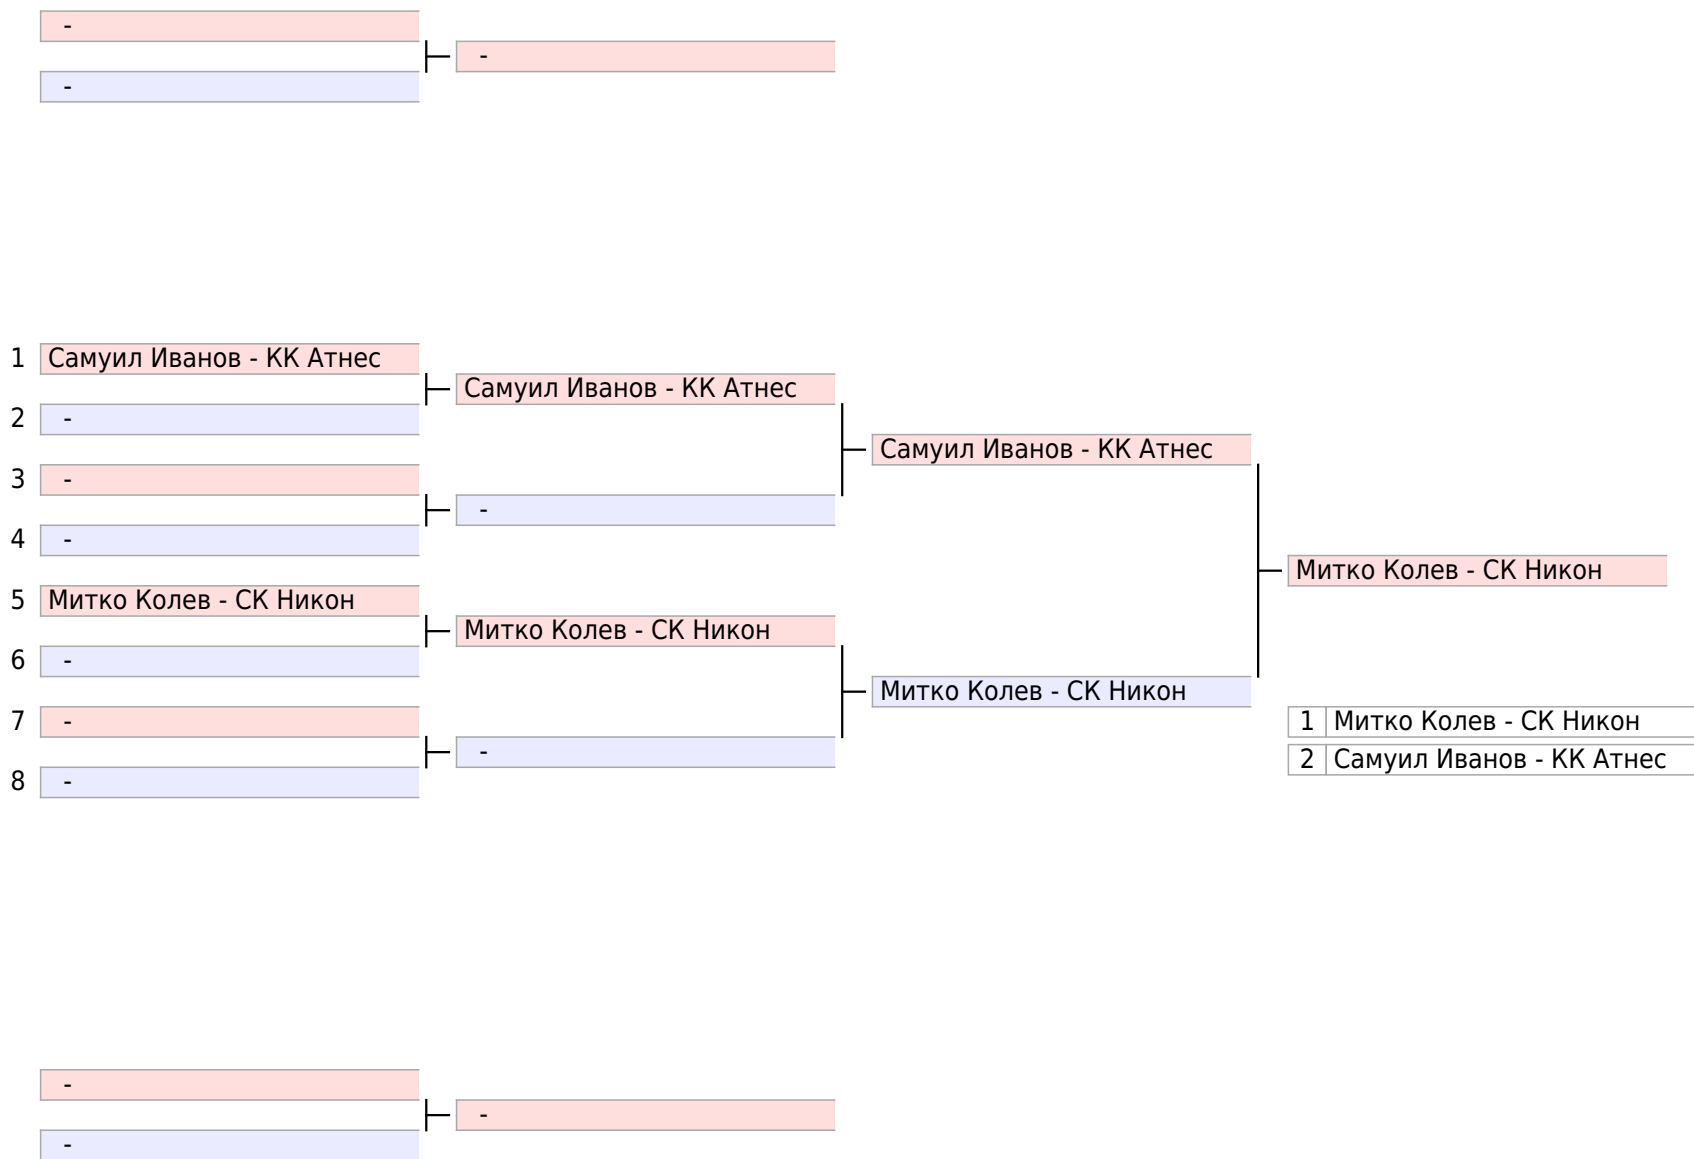 -
-
-
1 Самуил Иванов - КК Атнес
Самуил Иванов - КК Атнес
2 -
Самуил Иванов - КК Атнес
3 -
-
4 -
Митко Колев - СК Никон
5 Митко Колев - СК Никон
Митко Колев - СК Никон
6 -
Митко Колев - СК Никон
7 -
1 Митко Колев - СК Никон
-
2 Самуил Иванов - КК Атнес
8 -
-
-
-